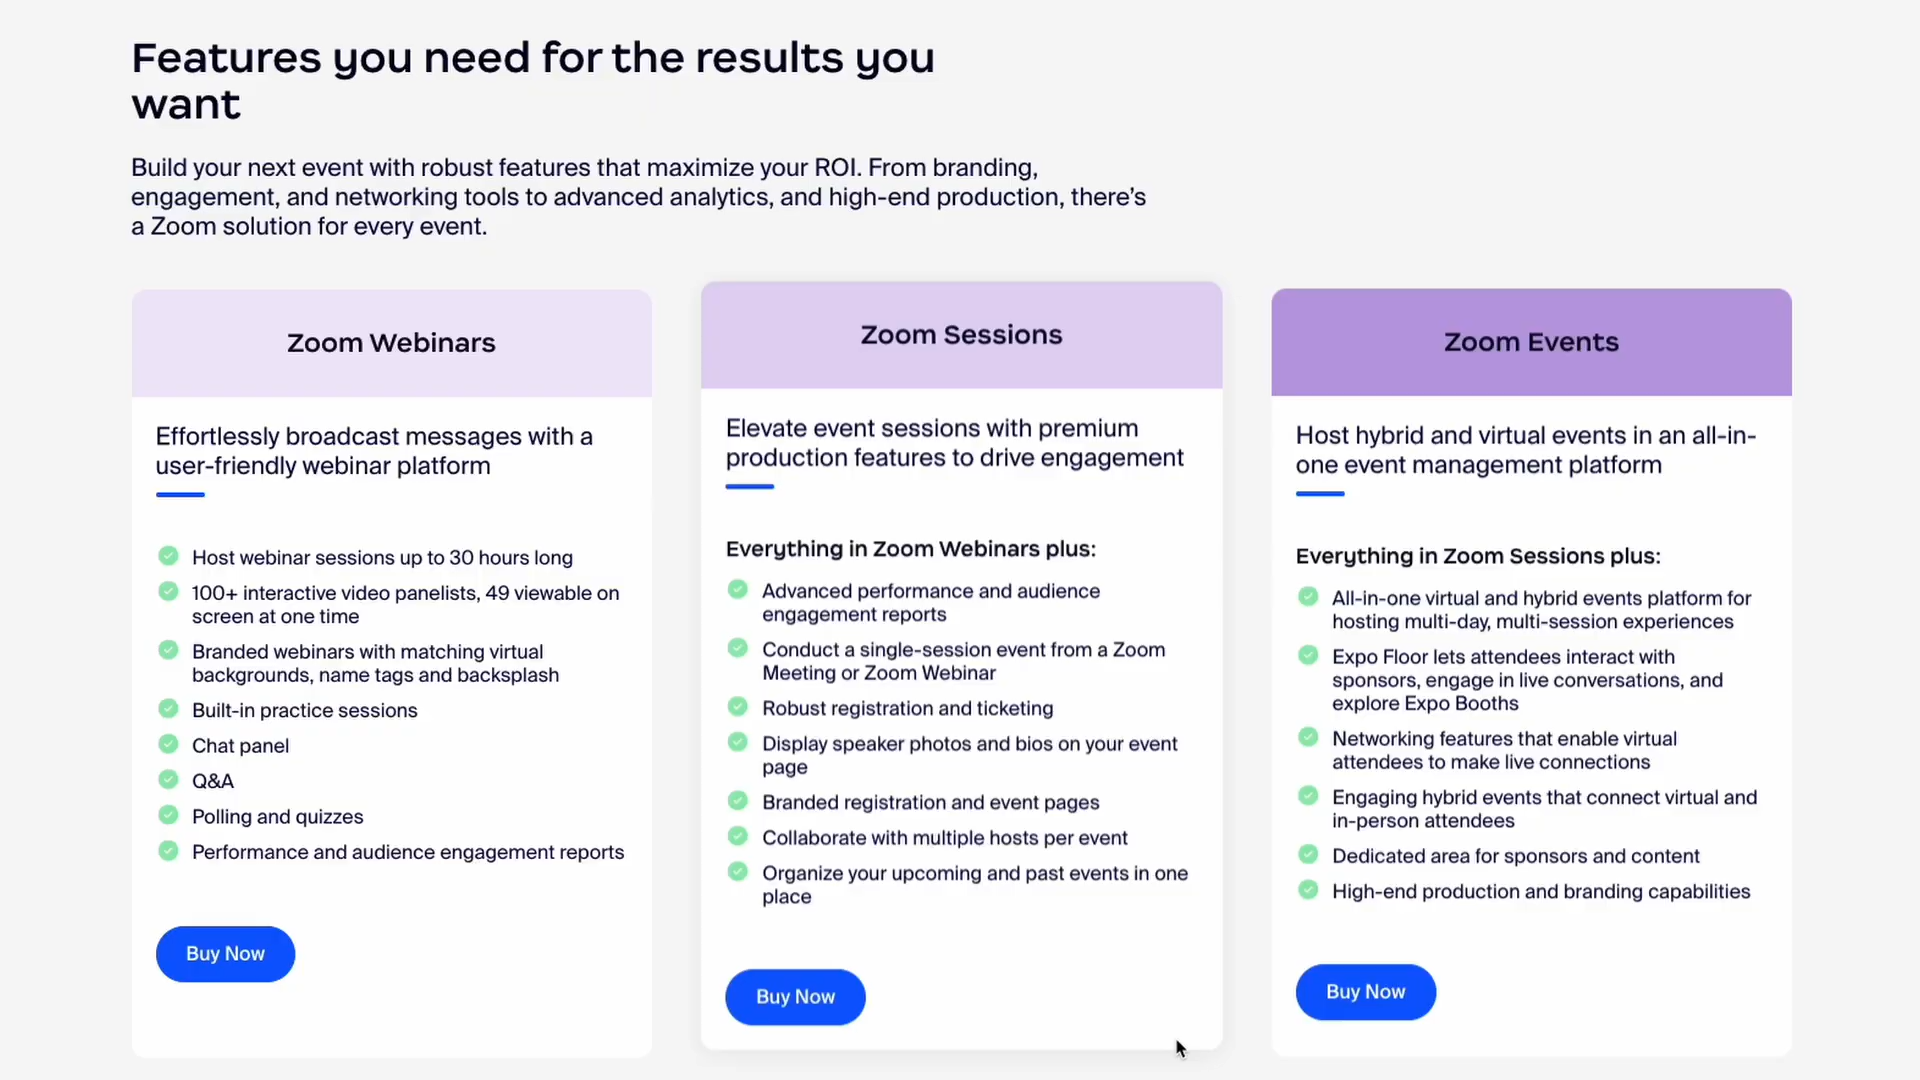 Features you need for the results you
want
Build your next event with robust features that maximize your ROI. From branding,
engagement, and networking tools to advanced analytics, and high-end production, there’s
a Zoom solution for every event.
Zoom Webinars
Effortlessly broadcast messages with a
user-friendly webinar platform
Host webinar sessions up to 30 hours long
100+ interactive video panelists, 49 viewable on
screen at one time
Branded webinars with matching virtual
backgrounds, name tags and backsplash
Built-in practice sessions
Chat panel
Q&A
Polling and quizzes
Performance and audience engagement reports
Buy Now
Zoom Sessions
Elevate event sessions with premium
production features to drive engagement
Everything in Zoom Webinars plus:
Advanced performance and audience
engagement reports
Conduct a single-session event from a Zoom
Meeting or Zoom Webinar
Robust registration and ticketing
Display speaker photos and bios on your event
page
Branded registration and event pages
Collaborate with multiple hosts per event
Organize your upcoming and past events in one
place
Buy Now
Zoom Events
Host hybrid and virtual events in an all-in-
one event management platform
Everything in Zoom Sessions plus:
All-in-one virtual and hybrid events platform for
hosting multi-day, multi-session experiences
Expo Floor lets attendees interact with
sponsors, engage in live conversations, and
explore Expo Booths
Networking features that enable virtual
attendees to make live connections
Engaging hybrid events that connect virtual and
in-person attendees
Dedicated area for sponsors and content
High-end production and branding capabilities
Buy Now